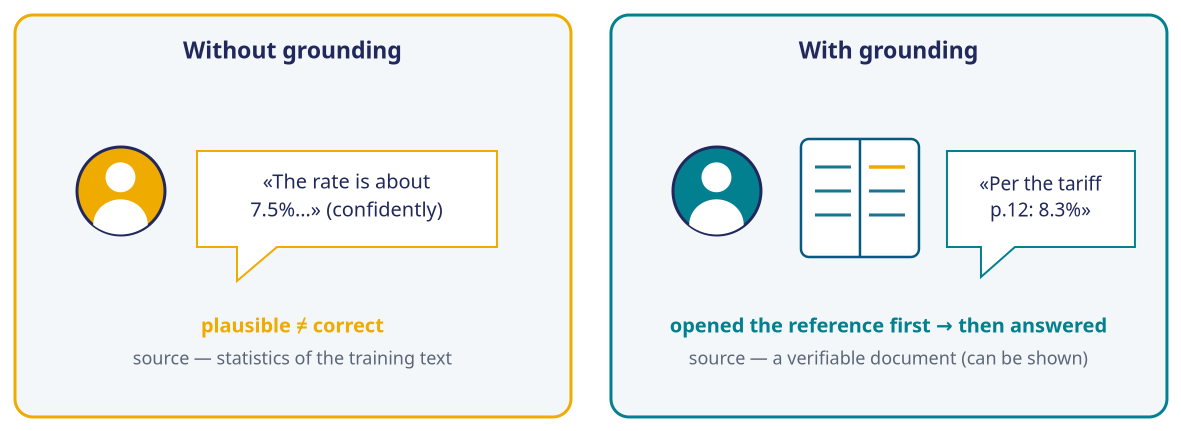 Without grounding
«The rate is about
7.5%...» (confidently)
plausible ≠ correct
source — statistics of the training text
With grounding
«Per the tariff
p.12: 8.3%»
opened the reference first → then answered
source — a verifiable document (can be shown)